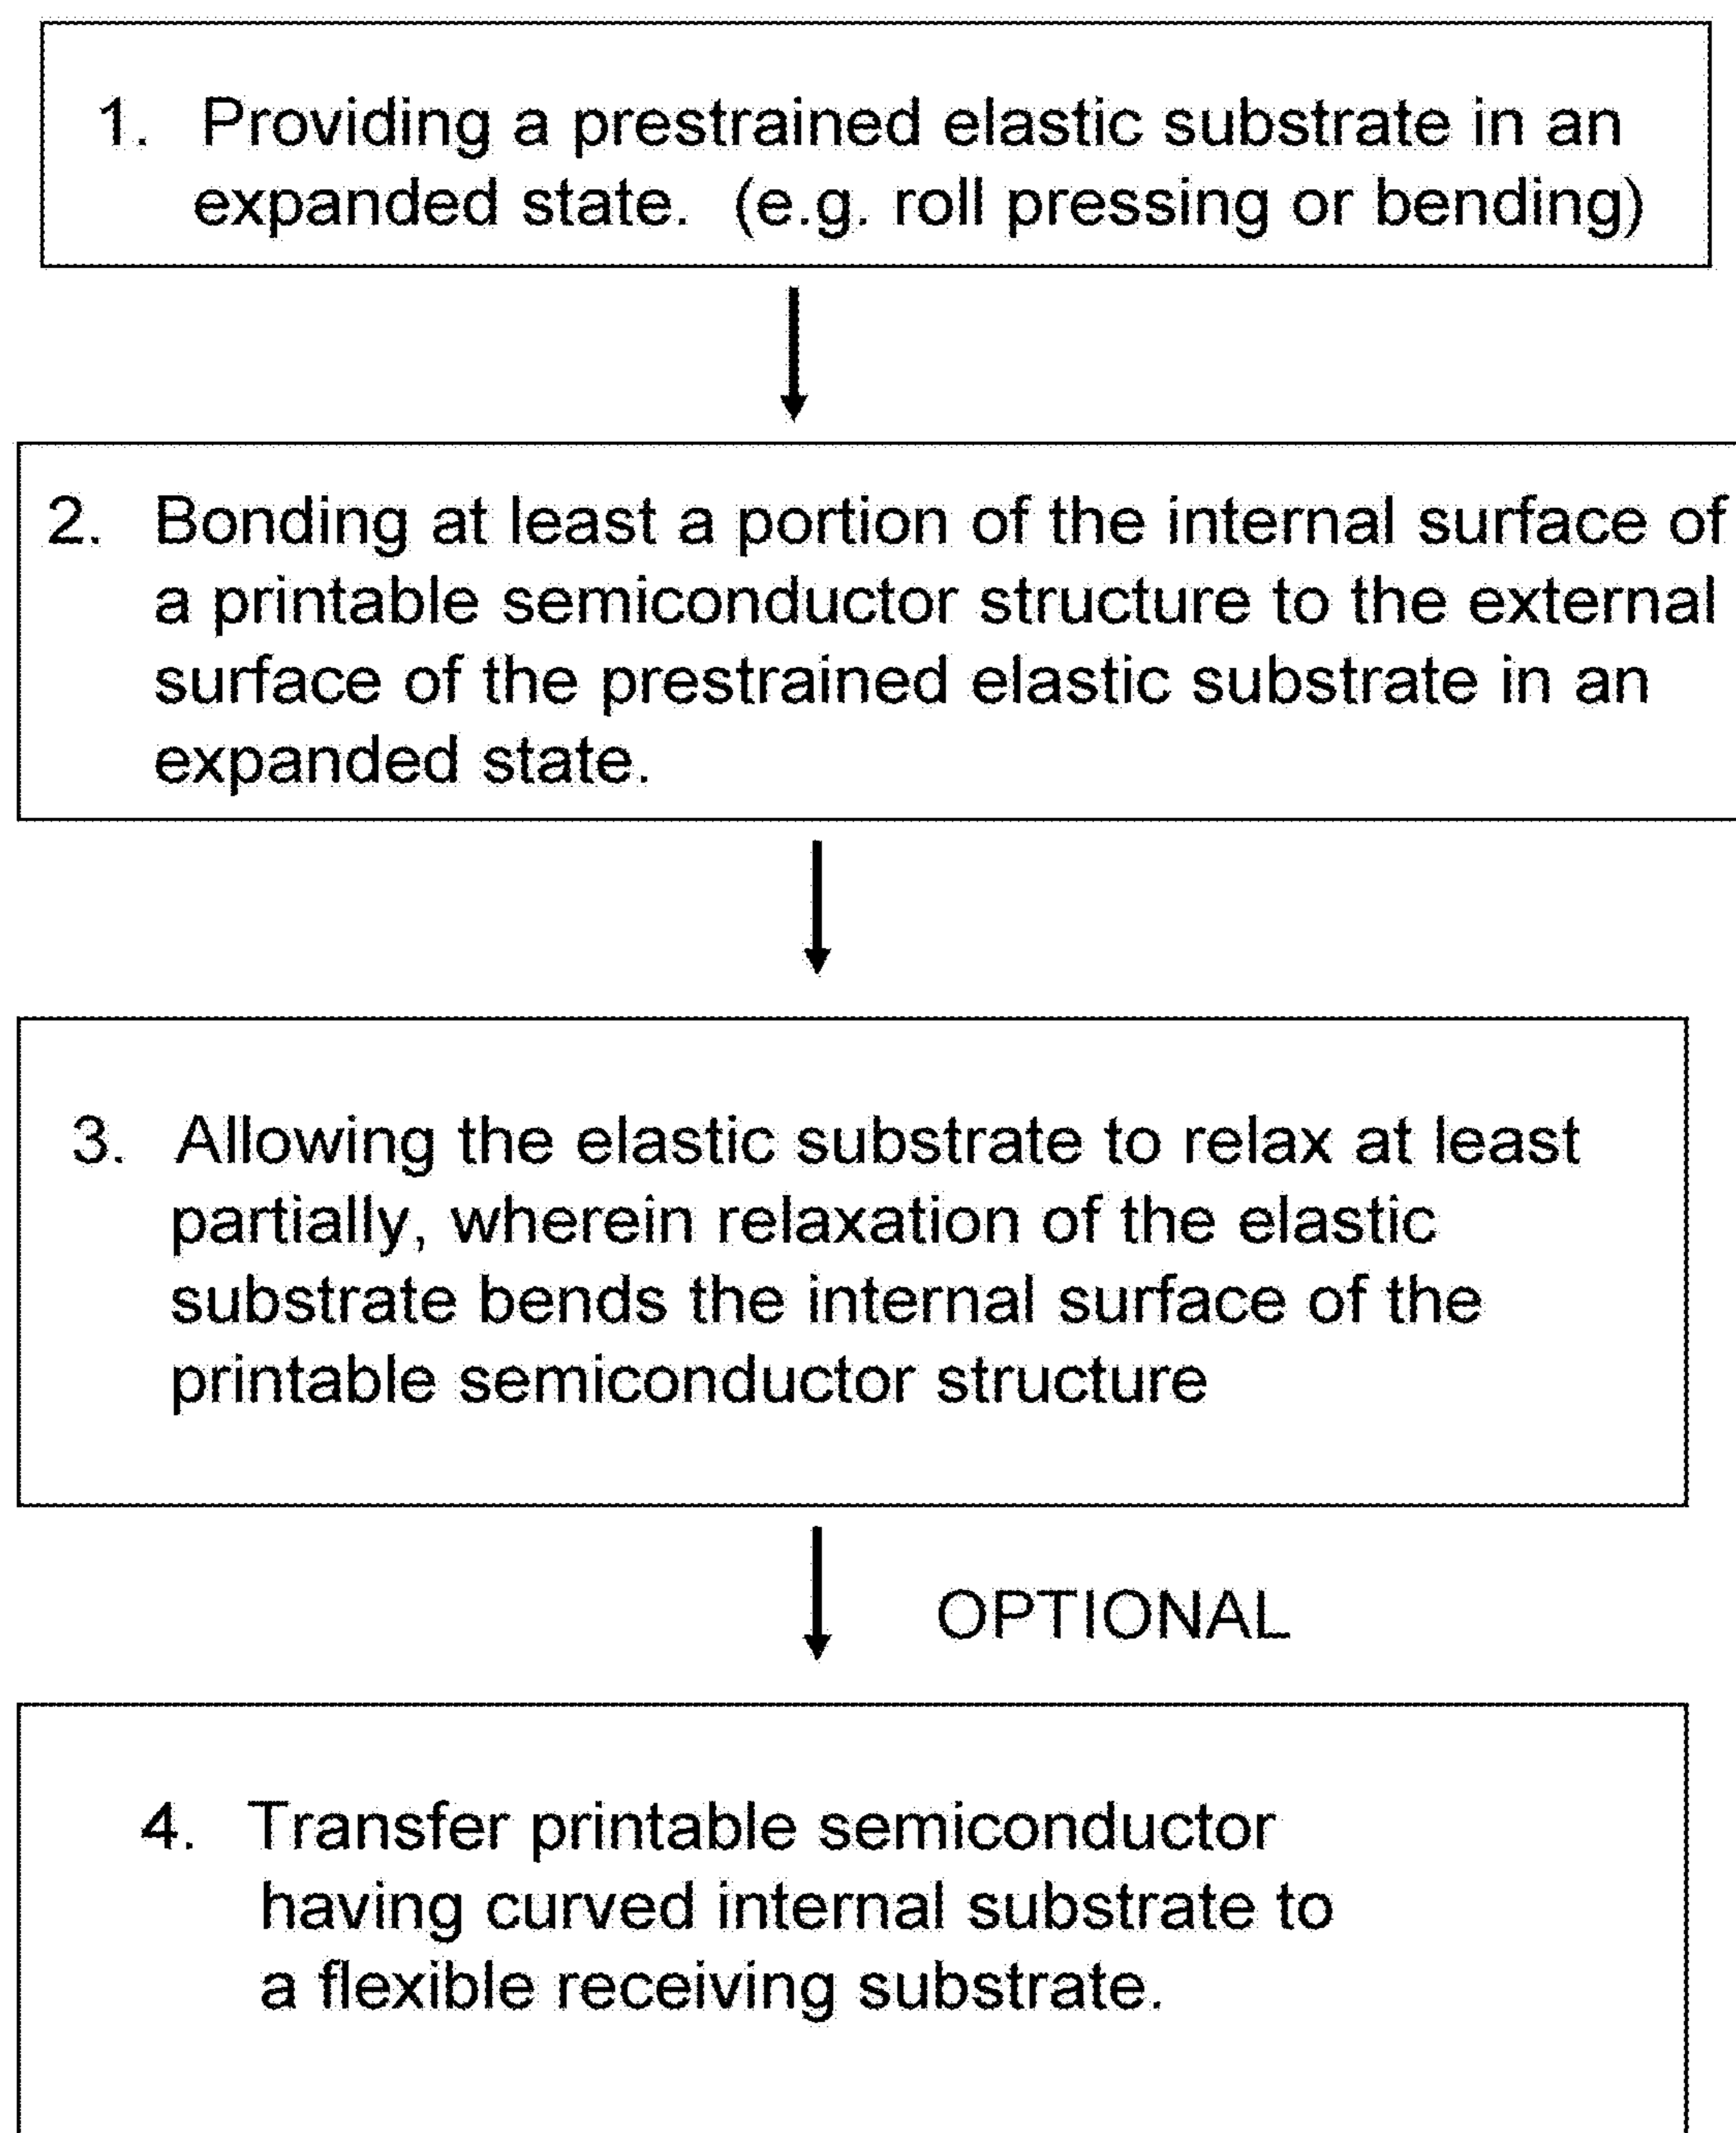 1. Providing a prestrained elastic substrate in an
expanded state. (e.g. roll pressing or bending)
2. Bonding at least a portion of the internal surface of
a printable semiconductor structure to the external
surface of the prestrained elastic substrate in an
expanded state.
3. Allowing the elastic substrate to relax at least
partially, wherein relaxation of the elastic
substrate bends the internal surface of the
printable semiconductor structure
OPTIONAL
4. Transfer printable semiconductor
having curved internal substrate to
a flexible receiving substrate.